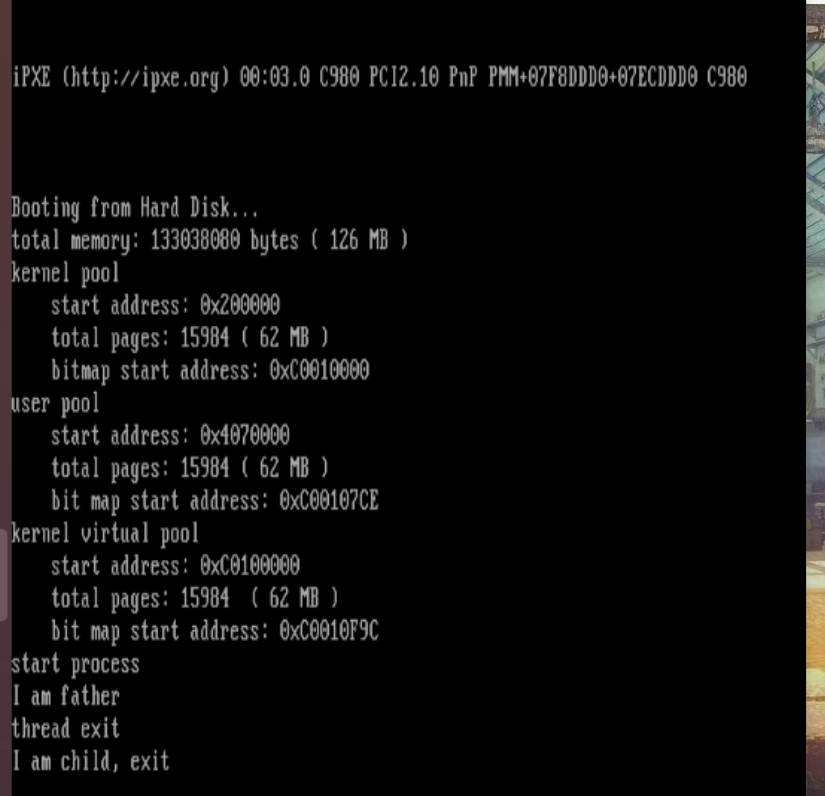 iPXE (http://ipxe.org) 00:03.0 C980 PCI2.10 PnP PMM+07F8DDD0+07ECDDD0 C980
Booting from Hard Disk...
total memory: 133038080 bytes ( 126 MB )
kernel pool
    start address: 0x200000
    total pages: 15984 ( 62 MB )
    bitmap start address: 0xC0010000
user pool
    start address: 0x4070000
    total pages: 15984 ( 62 MB )
    bit map start address: 0xC00107CE
kernel virtual pool
    start address: 0xC0100000
    total pages: 15984  ( 62 MB )
    bit map start address: 0xC0010F9C
start process
I am father
thread exit
I am child, exit